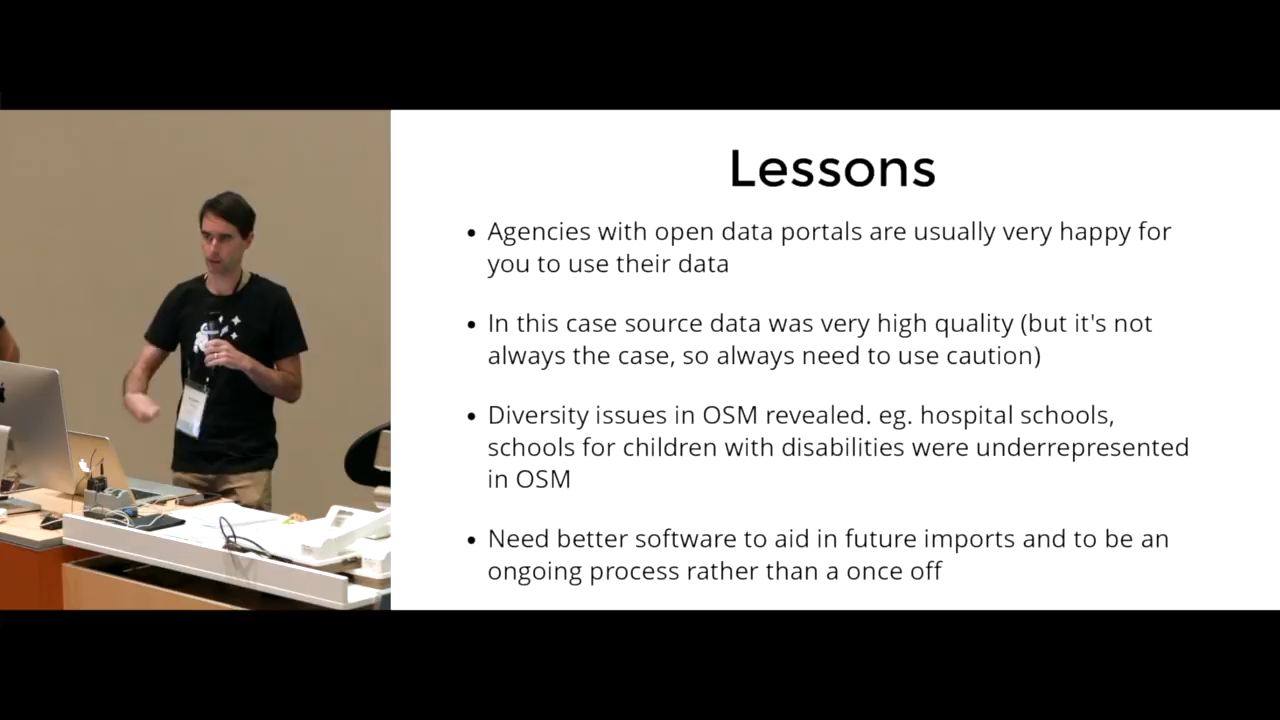 Lessons
• Agencies with open data portals are usually very happy for
you to use their data
• In this case source data was very high quality (but it's not
always the case, so always need to use caution)
• Diversity issues in OSM revealed. eg. hospital schools,
schools for children with disabilities were underrepresented
in OSM
• Need better software to aid in future imports and to be an
ongoing process rather than a once off